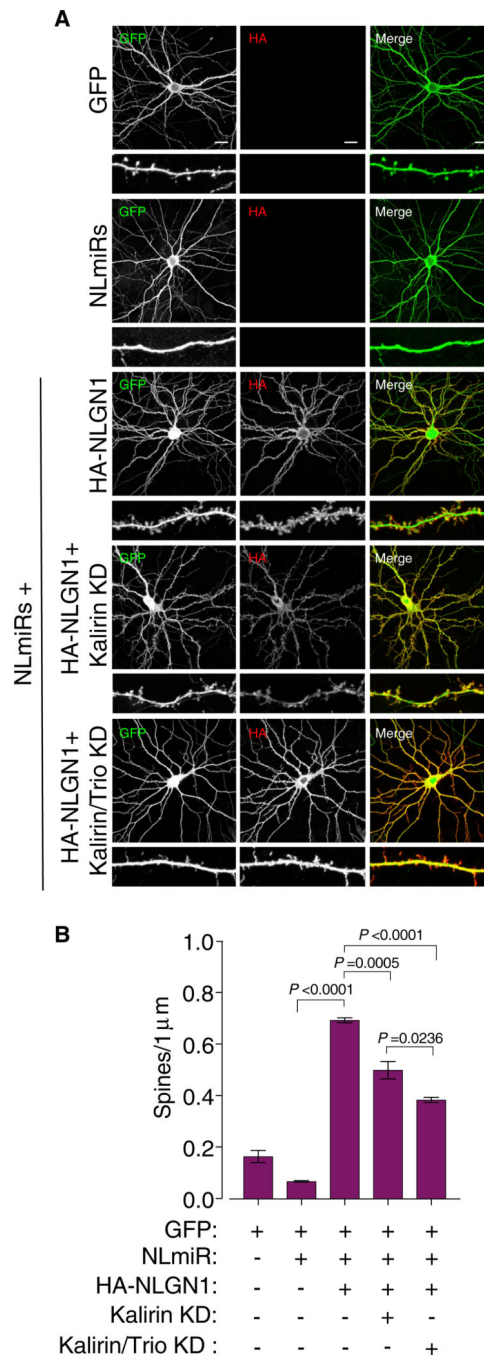 A
GFP
GFP
HA
Merge
NLmiRs
GFP
HA
Merge
NLmiRs +
HA-NLGN1
GFP
HA
Merge
HA-NLGN1+
Kalirin KD
GFP
HA
Merge
HA-NLGN1+
Kalirin/Trio KD
GFP
HA
Merge
B
Spines/1 μm
1.0
0.8
0.6
0.4
0.2
0.0
P <0.0001
P =0.0005
P <0.0001
P =0.0236
GFP: + + + + +
NLmiR: - + + + +
HA-NLGN1: - - + + +
Kalirin KD: - - - + -
Kalirin/Trio KD : - - - - +